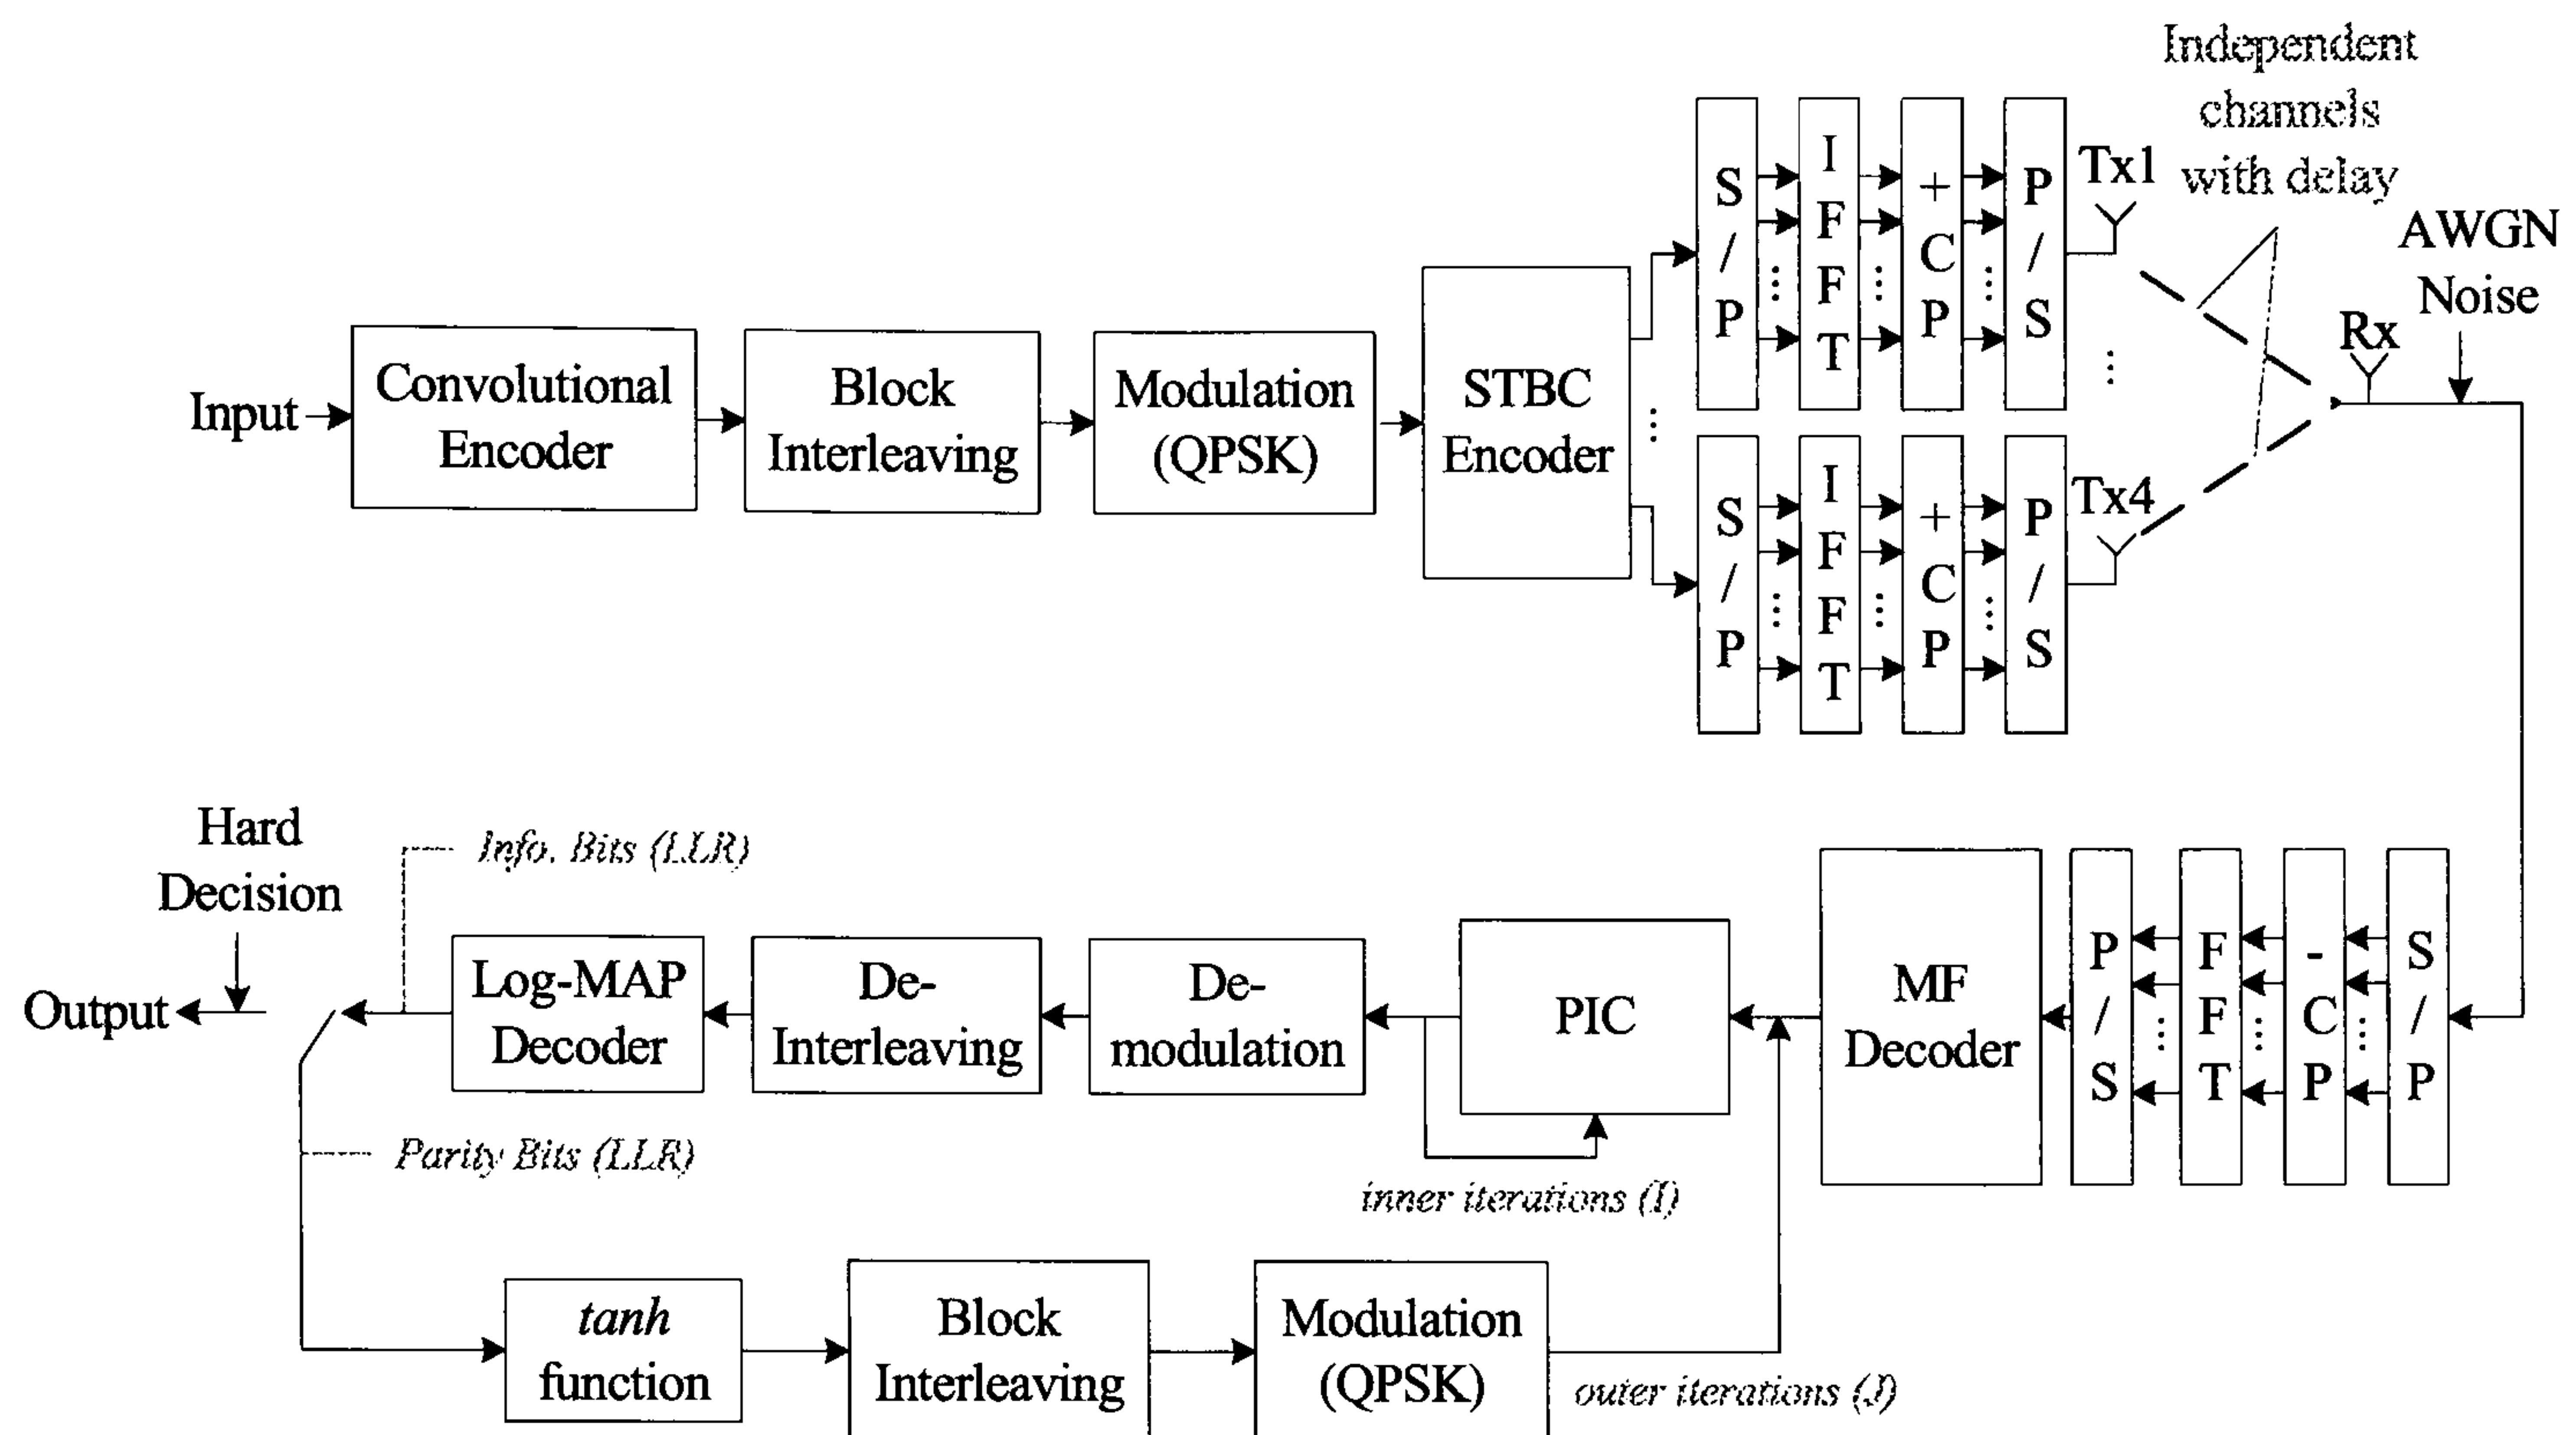 Independent
channels
with delay
Tx1
AWGN
Noise
Rx
S / P
I F F T
+ C P
P / S
Input
Convolutional
Encoder
Block
Interleaving
Modulation
(QPSK)
STBC
Encoder
⋮
⋮
⋮
⋮
⋮
Tx4
S / P
I F F T
+ C P
P / S
⋮
⋮
⋮
Hard
Decision
Info. Bits (LLR)
Output
Log-MAP
Decoder
De-
Interleaving
De-
modulation
PIC
MF
Decoder
P / S
F F T
- C P
S / P
⋮
⋮
⋮
Parity Bits (LLR)
inner iterations (I)
tanh
function
Block
Interleaving
Modulation
(QPSK)
outer iterations (J)